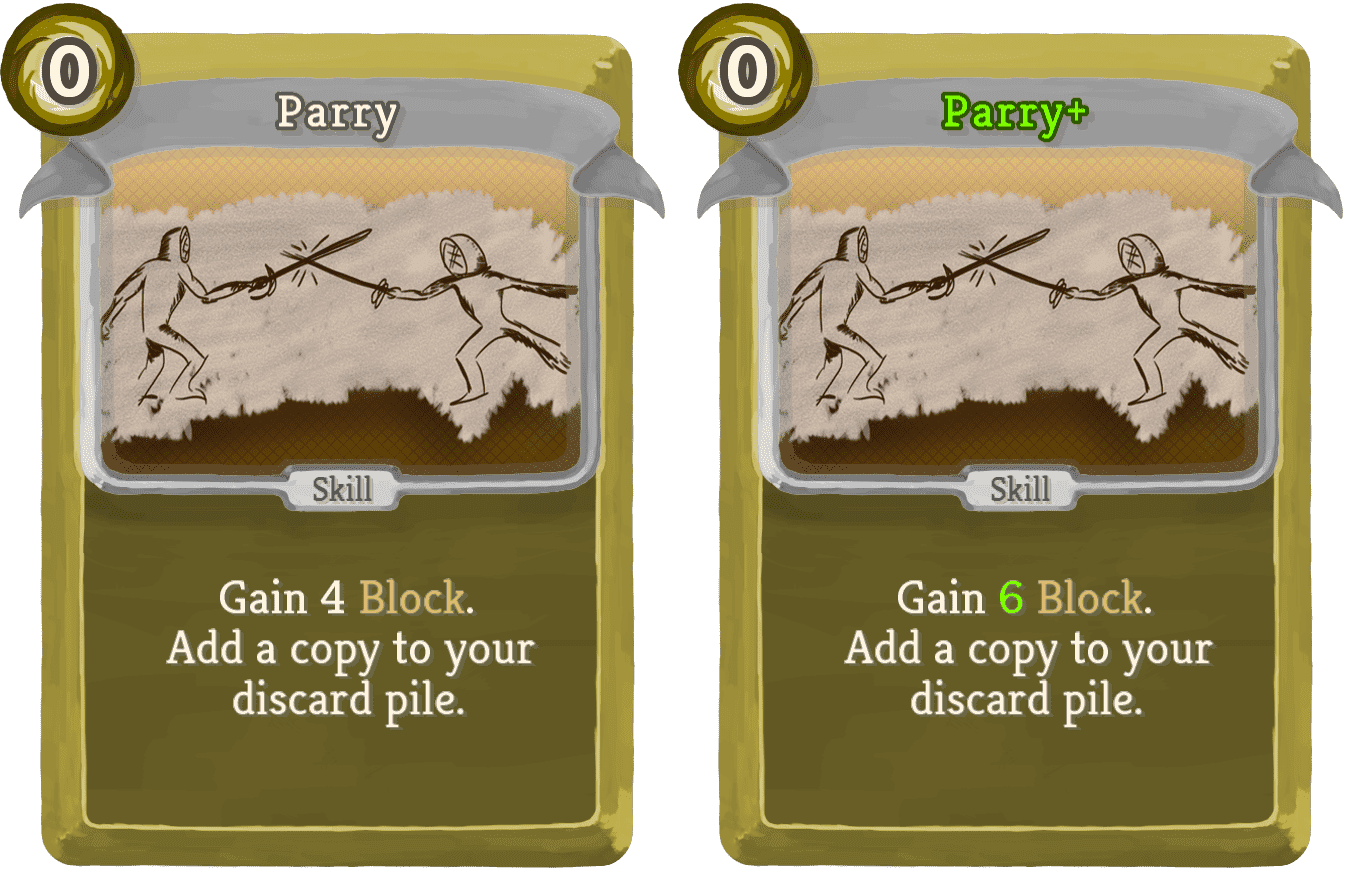 0
Parry
Skill
Gain 4 Block.
Add a copy to your
discard pile.
0
Parry+
Skill
Gain 6 Block.
Add a copy to your
discard pile.